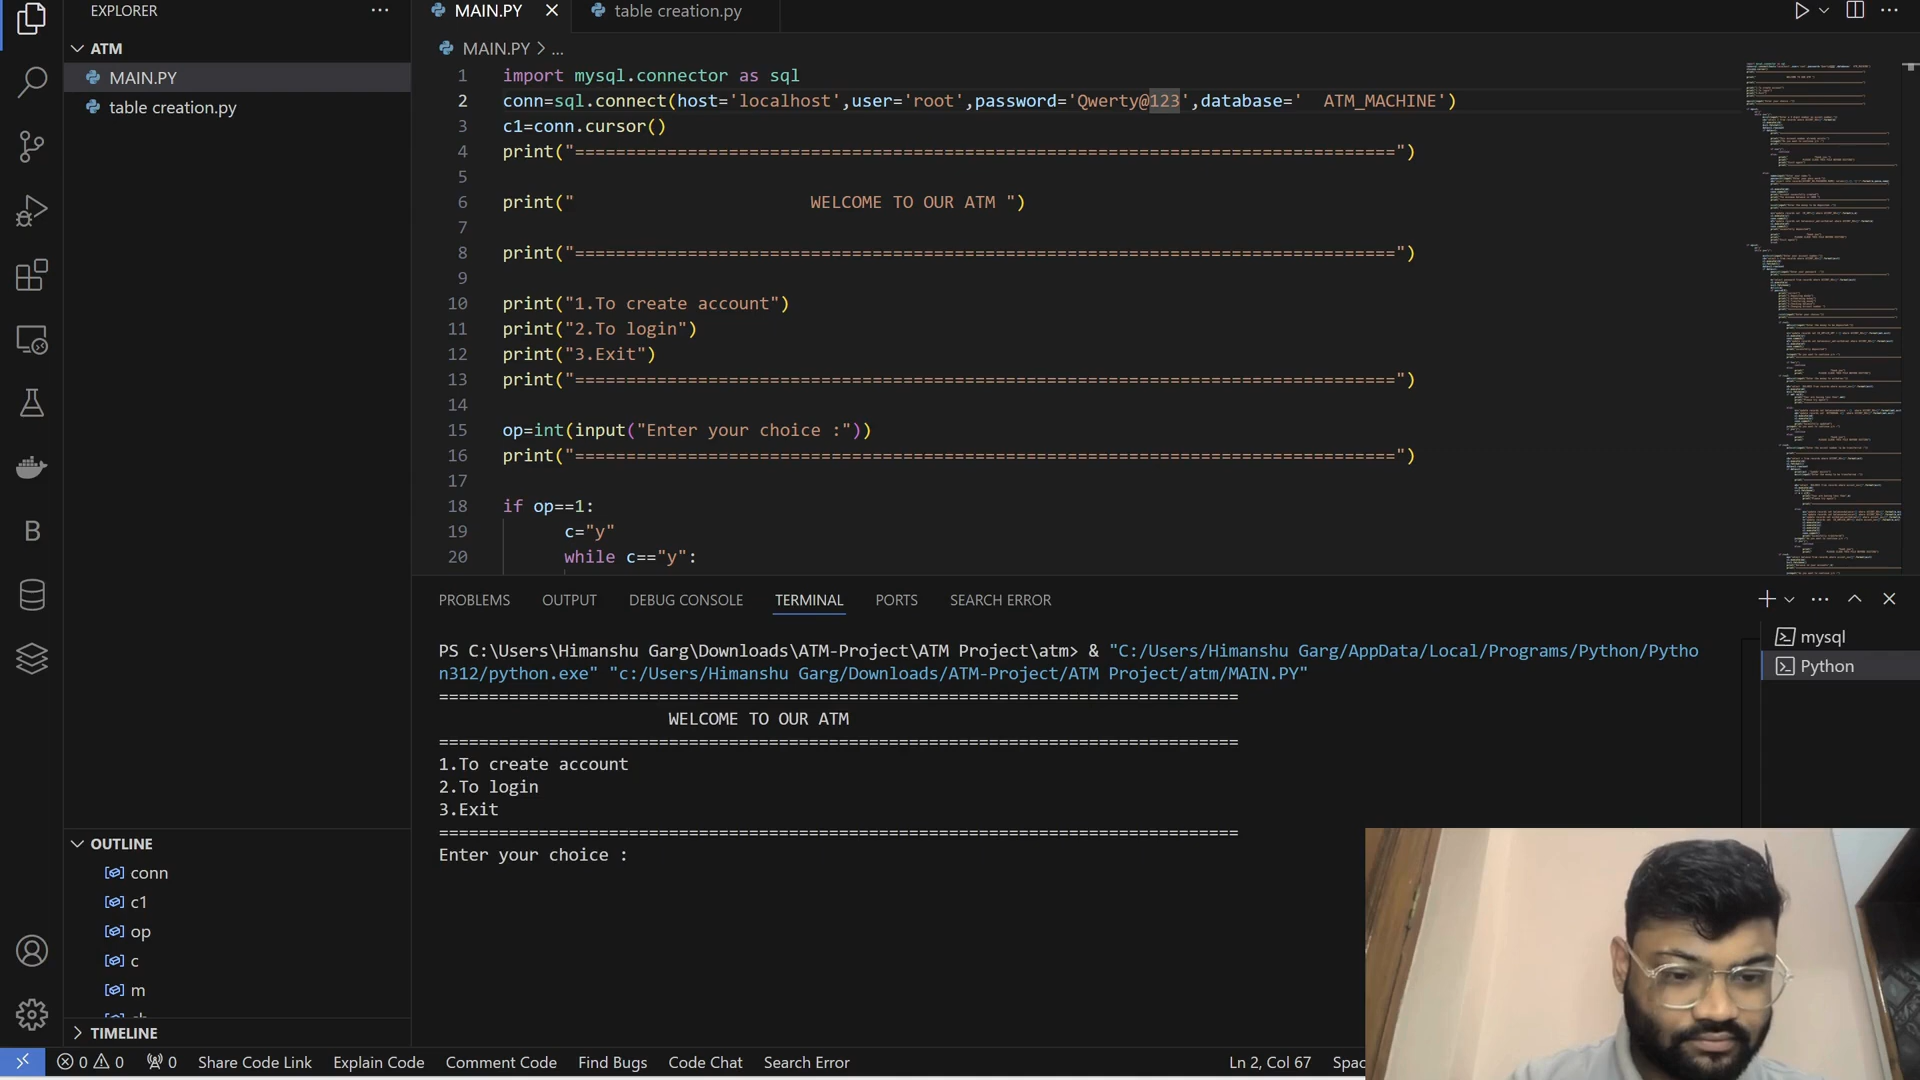 EXPLORER
ATM
MAIN.PY
table creation.py
OUTLINE
conn
c1
op
c
m
TIMELINE
MAIN.PY
table creation.py
MAIN.PY > ...
1 import mysql.connector as sql
2 conn=sql.connect(host='localhost',user='root',password='Qwerty@123',database='  ATM_MACHINE')
3 c1=conn.cursor()
4 print("================================================================================")
5
6 print("                       WELCOME TO OUR ATM ")
7
8 print("================================================================================")
9
10 print("1.To create account")
11 print("2.To login")
12 print("3.Exit")
13 print("================================================================================")
14
15 op=int(input("Enter your choice :"))
16 print("================================================================================")
17
18 if op==1:
19 c="y"
20 while c=="y":
PROBLEMS OUTPUT DEBUG CONSOLE TERMINAL PORTS SEARCH ERROR
PS C:\Users\Himanshu Garg\Downloads\ATM-Project\ATM Project\atm> & "C:/Users/Himanshu Garg/AppData/Local/Programs/Python/Pytho
n312/python.exe" "c:/Users/Himanshu Garg/Downloads/ATM-Project/ATM Project/atm/MAIN.PY"
================================================================================
                       WELCOME TO OUR ATM
================================================================================
1.To create account
2.To login
3.Exit
================================================================================
Enter your choice :
mysql
Python
0 0 0 Share Code Link Explain Code Comment Code Find Bugs Code Chat Search Error Ln 2, Col 67 Spac